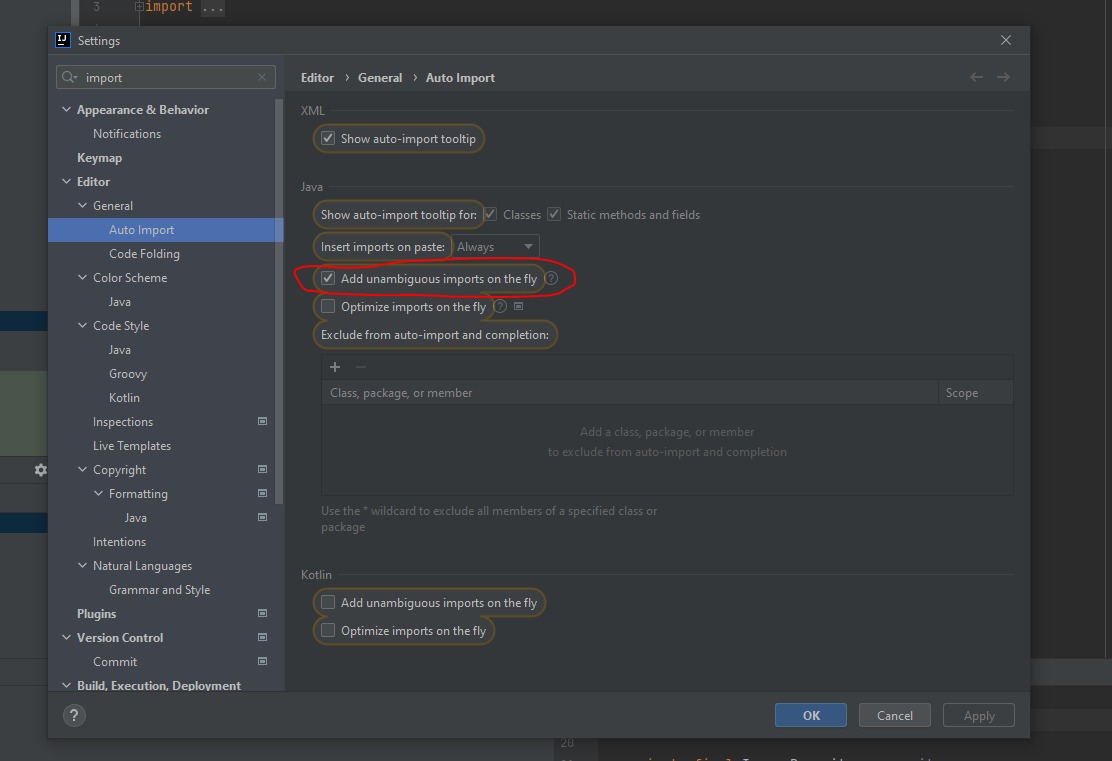 3 import ...
Settings
import
Editor › General › Auto Import
Appearance & Behavior
Notifications
Keymap
Editor
General
Auto Import
Code Folding
Color Scheme
Java
Code Style
Java
Groovy
Kotlin
Inspections
Live Templates
Copyright
Formatting
Java
Intentions
Natural Languages
Grammar and Style
Plugins
Version Control
Commit
Build, Execution, Deployment
XML
Show auto-import tooltip
Java
Show auto-import tooltip for: Classes Static methods and fields
Insert imports on paste: Always
Add unambiguous imports on the fly ?
Optimize imports on the fly ?
Exclude from auto-import and completion:
Class, package, or member Scope
Add a class, package, or member
to exclude from auto-import and completion
Use the * wildcard to exclude all members of a specified class or
package
Kotlin
Add unambiguous imports on the fly
Optimize imports on the fly
? OK Cancel Apply
20